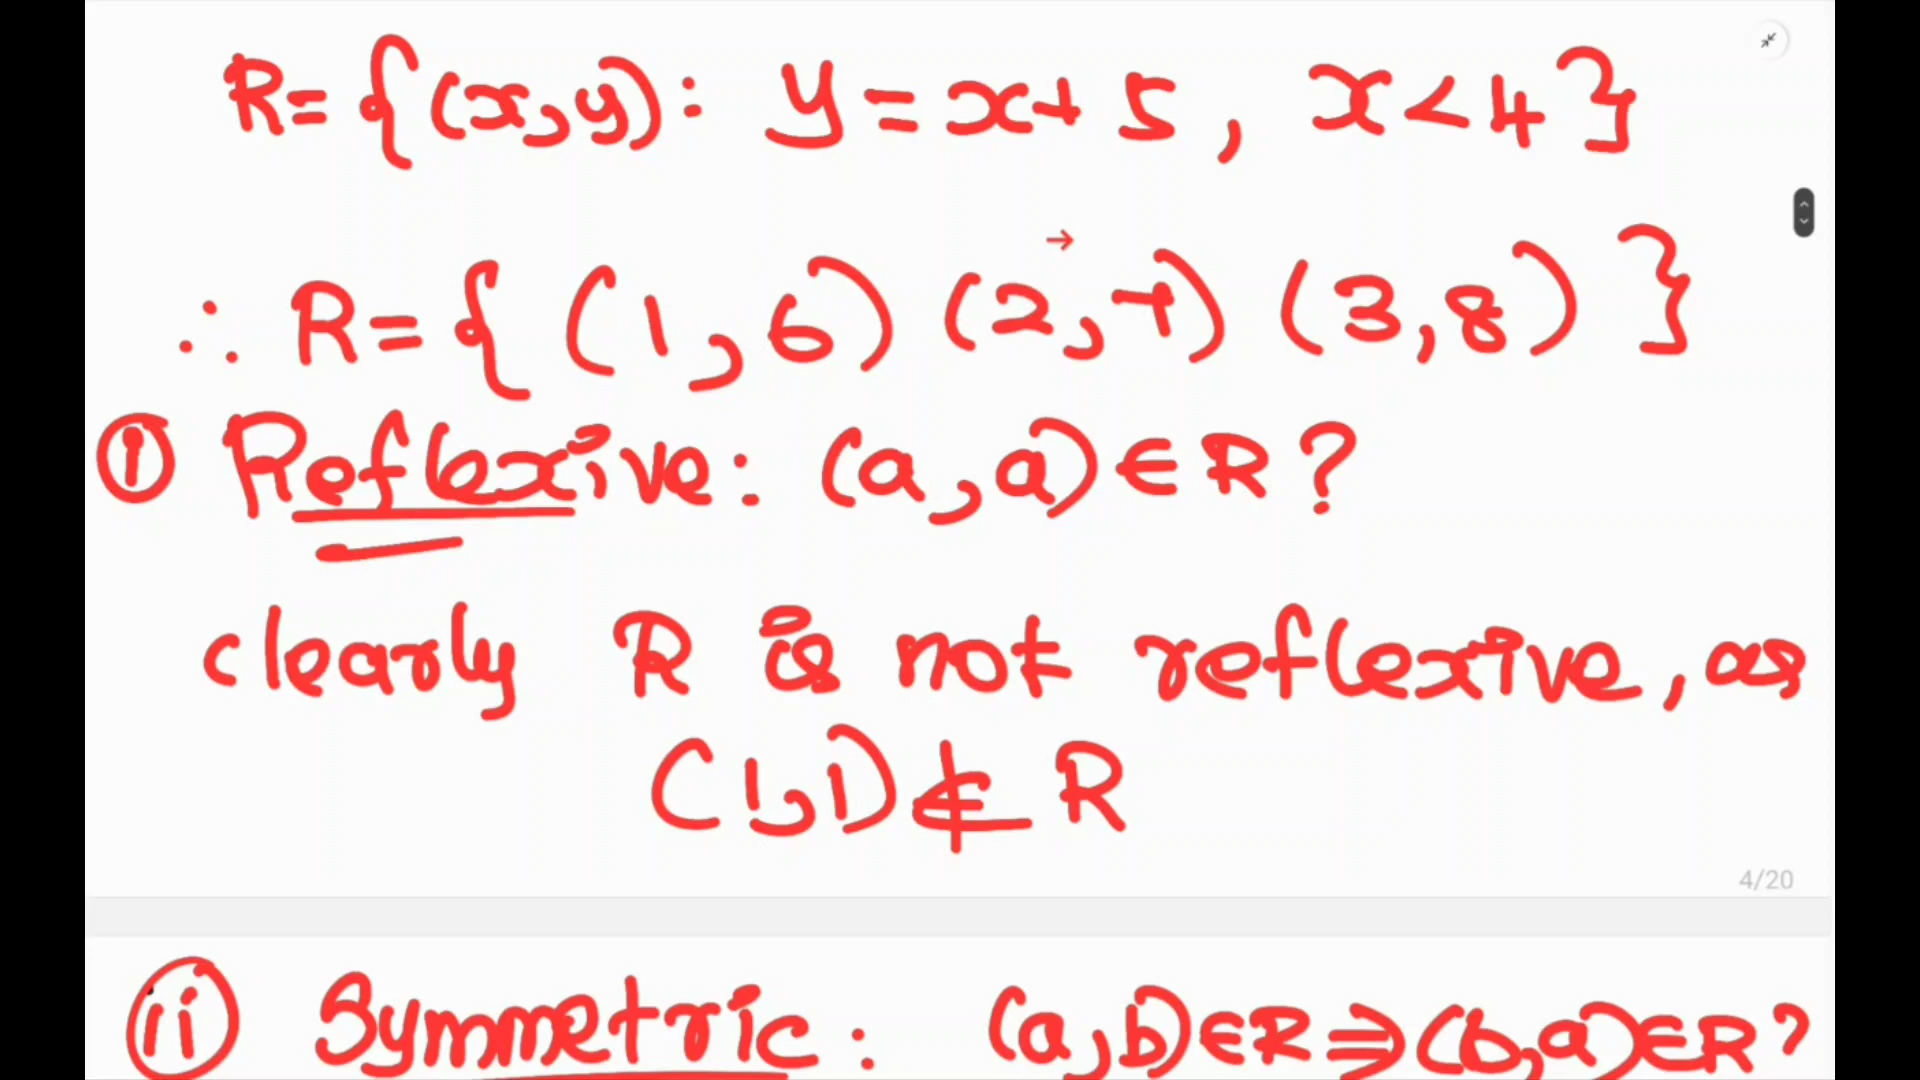 R={(x,y): y=x+5, x<4}
∴ R={(1,6) (2,7) (3,8)}
① Reflexive: (a,a)∈R?
clearly R is not reflexive, as
(1,1)∉R
4/20
ⓘⓘ Symmetric: (a,b)∈R⇒(b,a)∈R?